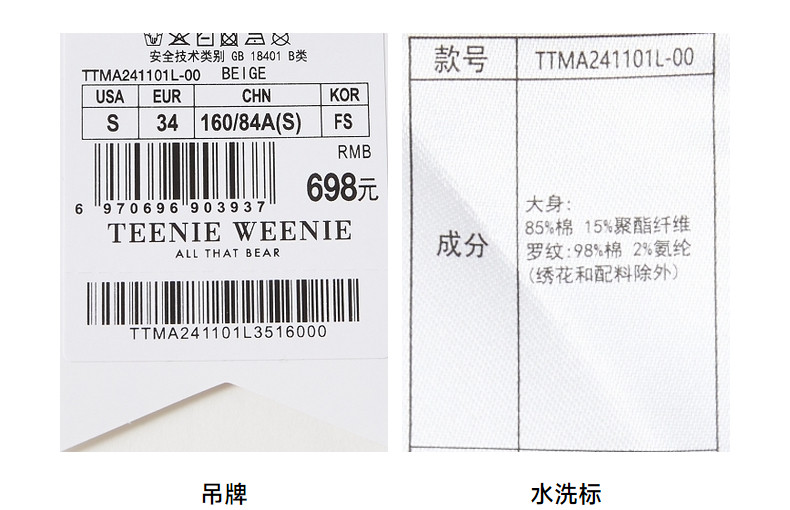 安全技术类别 GB 18401 B类
TTMA241101L-00 BEIGE
USA EUR CHN KOR
S 34 160/84A(S) FS
RMB
698元
6 970696 903937
TEENIE WEENIE
ALL THAT BEAR
TTMA241101L3516000
吊牌
款号 TTMA241101L-00
成分
大身:
85%棉 15%聚酯纤维
罗纹:98%棉 2%氨纶
(绣花和配料除外)
水洗标